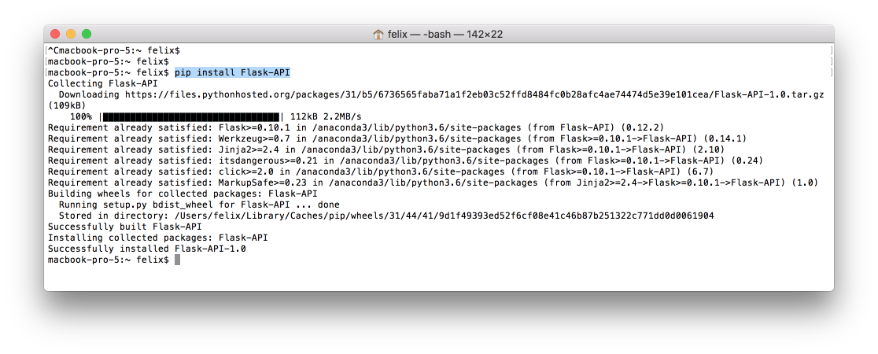 felix — -bash — 142×22
^Cmacbook-pro-5:~ felix$
macbook-pro-5:~ felix$
macbook-pro-5:~ felix$ pip install Flask-API
Collecting Flask-API
  Downloading https://files.pythonhosted.org/packages/31/b5/6736565faba71a1f2eb03c52ffd8484fc0b28afc4ae74474d5e39e101cea/Flask-API-1.0.tar.gz
(109kB)
    100% |████████████████████████████████| 112kB 2.2MB/s
Requirement already satisfied: Flask>=0.10.1 in /anaconda3/lib/python3.6/site-packages (from Flask-API) (0.12.2)
Requirement already satisfied: Werkzeug>=0.7 in /anaconda3/lib/python3.6/site-packages (from Flask>=0.10.1->Flask-API) (0.14.1)
Requirement already satisfied: Jinja2>=2.4 in /anaconda3/lib/python3.6/site-packages (from Flask>=0.10.1->Flask-API) (2.10)
Requirement already satisfied: itsdangerous>=0.21 in /anaconda3/lib/python3.6/site-packages (from Flask>=0.10.1->Flask-API) (0.24)
Requirement already satisfied: click>=2.0 in /anaconda3/lib/python3.6/site-packages (from Flask>=0.10.1->Flask-API) (6.7)
Requirement already satisfied: MarkupSafe>=0.23 in /anaconda3/lib/python3.6/site-packages (from Jinja2>=2.4->Flask>=0.10.1->Flask-API) (1.0)
Building wheels for collected packages: Flask-API
  Running setup.py bdist_wheel for Flask-API ... done
  Stored in directory: /Users/felix/Library/Caches/pip/wheels/31/44/41/9d1f49393ed52f6cf08e41c46b87b251322c771dd0d0061904
Successfully built Flask-API
Installing collected packages: Flask-API
Successfully installed Flask-API-1.0
macbook-pro-5:~ felix$